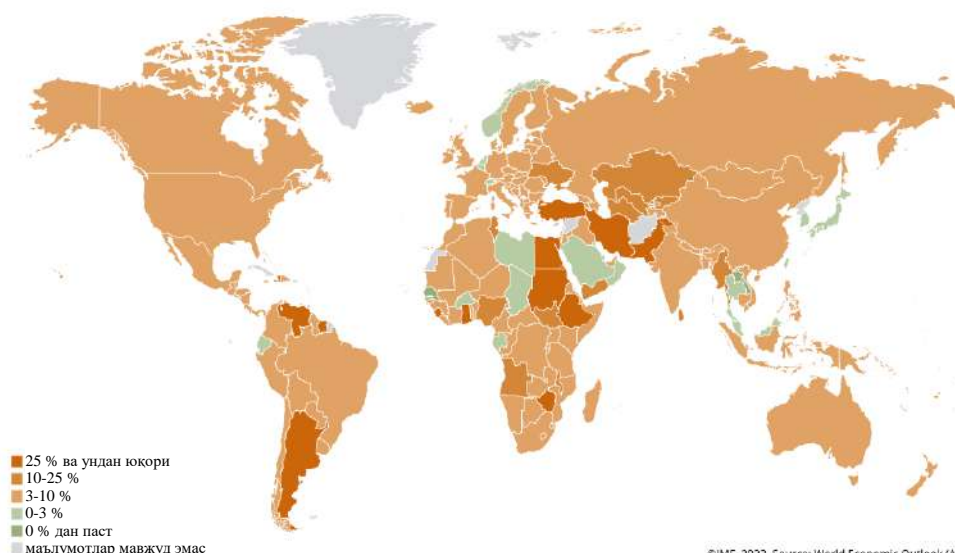 25 % ва ундан юқори
10-25 %
3-10 %
0-3 %
0 % дан паст
маълумотлар мавжуд эмас
©IMF, 2023, Source: World Economic Outlook (A